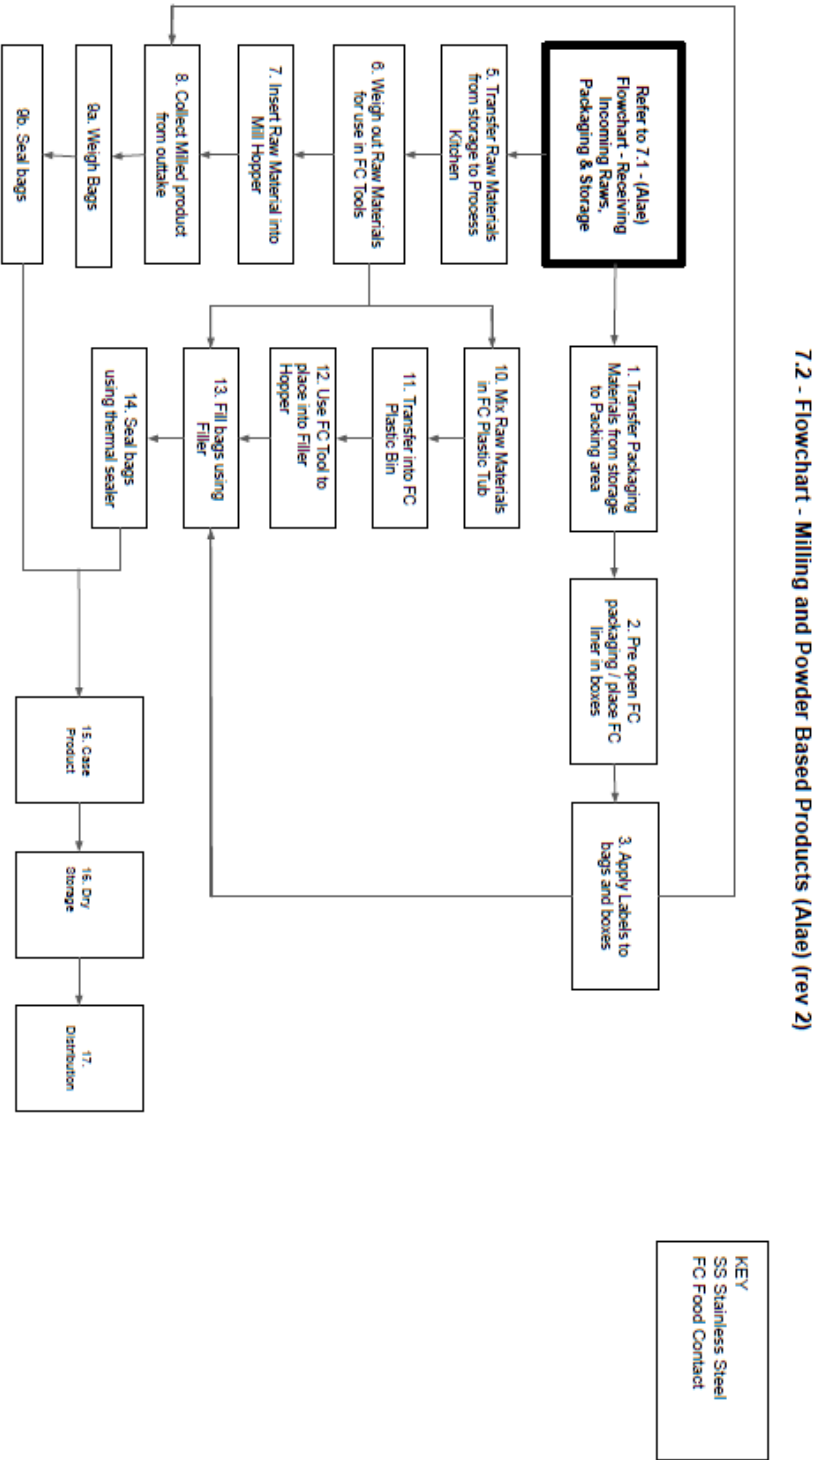 7.2 - Flowchart - Milling and Powder Based Products (Alae) (rev 2)
Refer to 7.1 - (Alae)
Flowchart - Receiving
Incoming Raws,
Packaging & Storage
1. Transfer Packaging
Materials from storage
to Packing area
2. Pre open FC
packaging / place FC
liner in boxes
3. Apply Labels to
bags and boxes
5. Transfer Raw Materials
from storage to Process
Kitchen
6. Weigh out Raw Materials
for use in FC Tools
7. Insert Raw Material into
Mill Hopper
8. Collect Milled product
from outtake
9a. Weigh Bags
9b. Seal bags
10. Mix Raw Materials
in FC Plastic Tub
11. Transfer into FC
Plastic Bin
12. Use FC Tool to
place into Filler
Hopper
13. Fill bags using
Filler
14. Seal bags
using thermal sealer
15. Case
Product
16. Dry
Storage
17.
Distribution
KEY
SS Stainless Steel
FC Food Contact